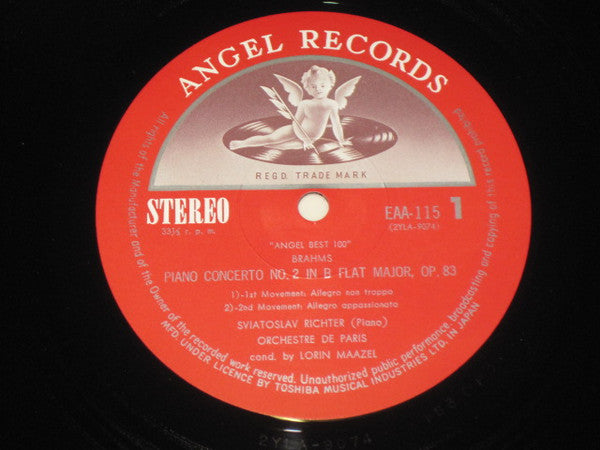 ANGEL RECORDS
REGD. TRADE MARK
STEREO
33⅓ r. p. m.
EAA-115 1
(2YLA-9074)
"ANGEL BEST 100"
BRAHMS
PIANO CONCERTO NO. 2 IN B FLAT MAJOR, OP. 83
1)-1st Movement: Allegro non troppo
2)-2nd Movement: Allegro appassionato
SVIATOSLAV RICHTER (Piano)
ORCHESTRE DE PARIS
cond. by LORIN MAAZEL
All rights of the Manufacturer and of the Owner of the recorded work reserved. Unauthorized public performance, broadcasting and copying of this record prohibited
MFD. UNDER LICENCE BY TOSHIBA MUSICAL INDUSTRIES LTD. IN JAPAN
2YLA-9074